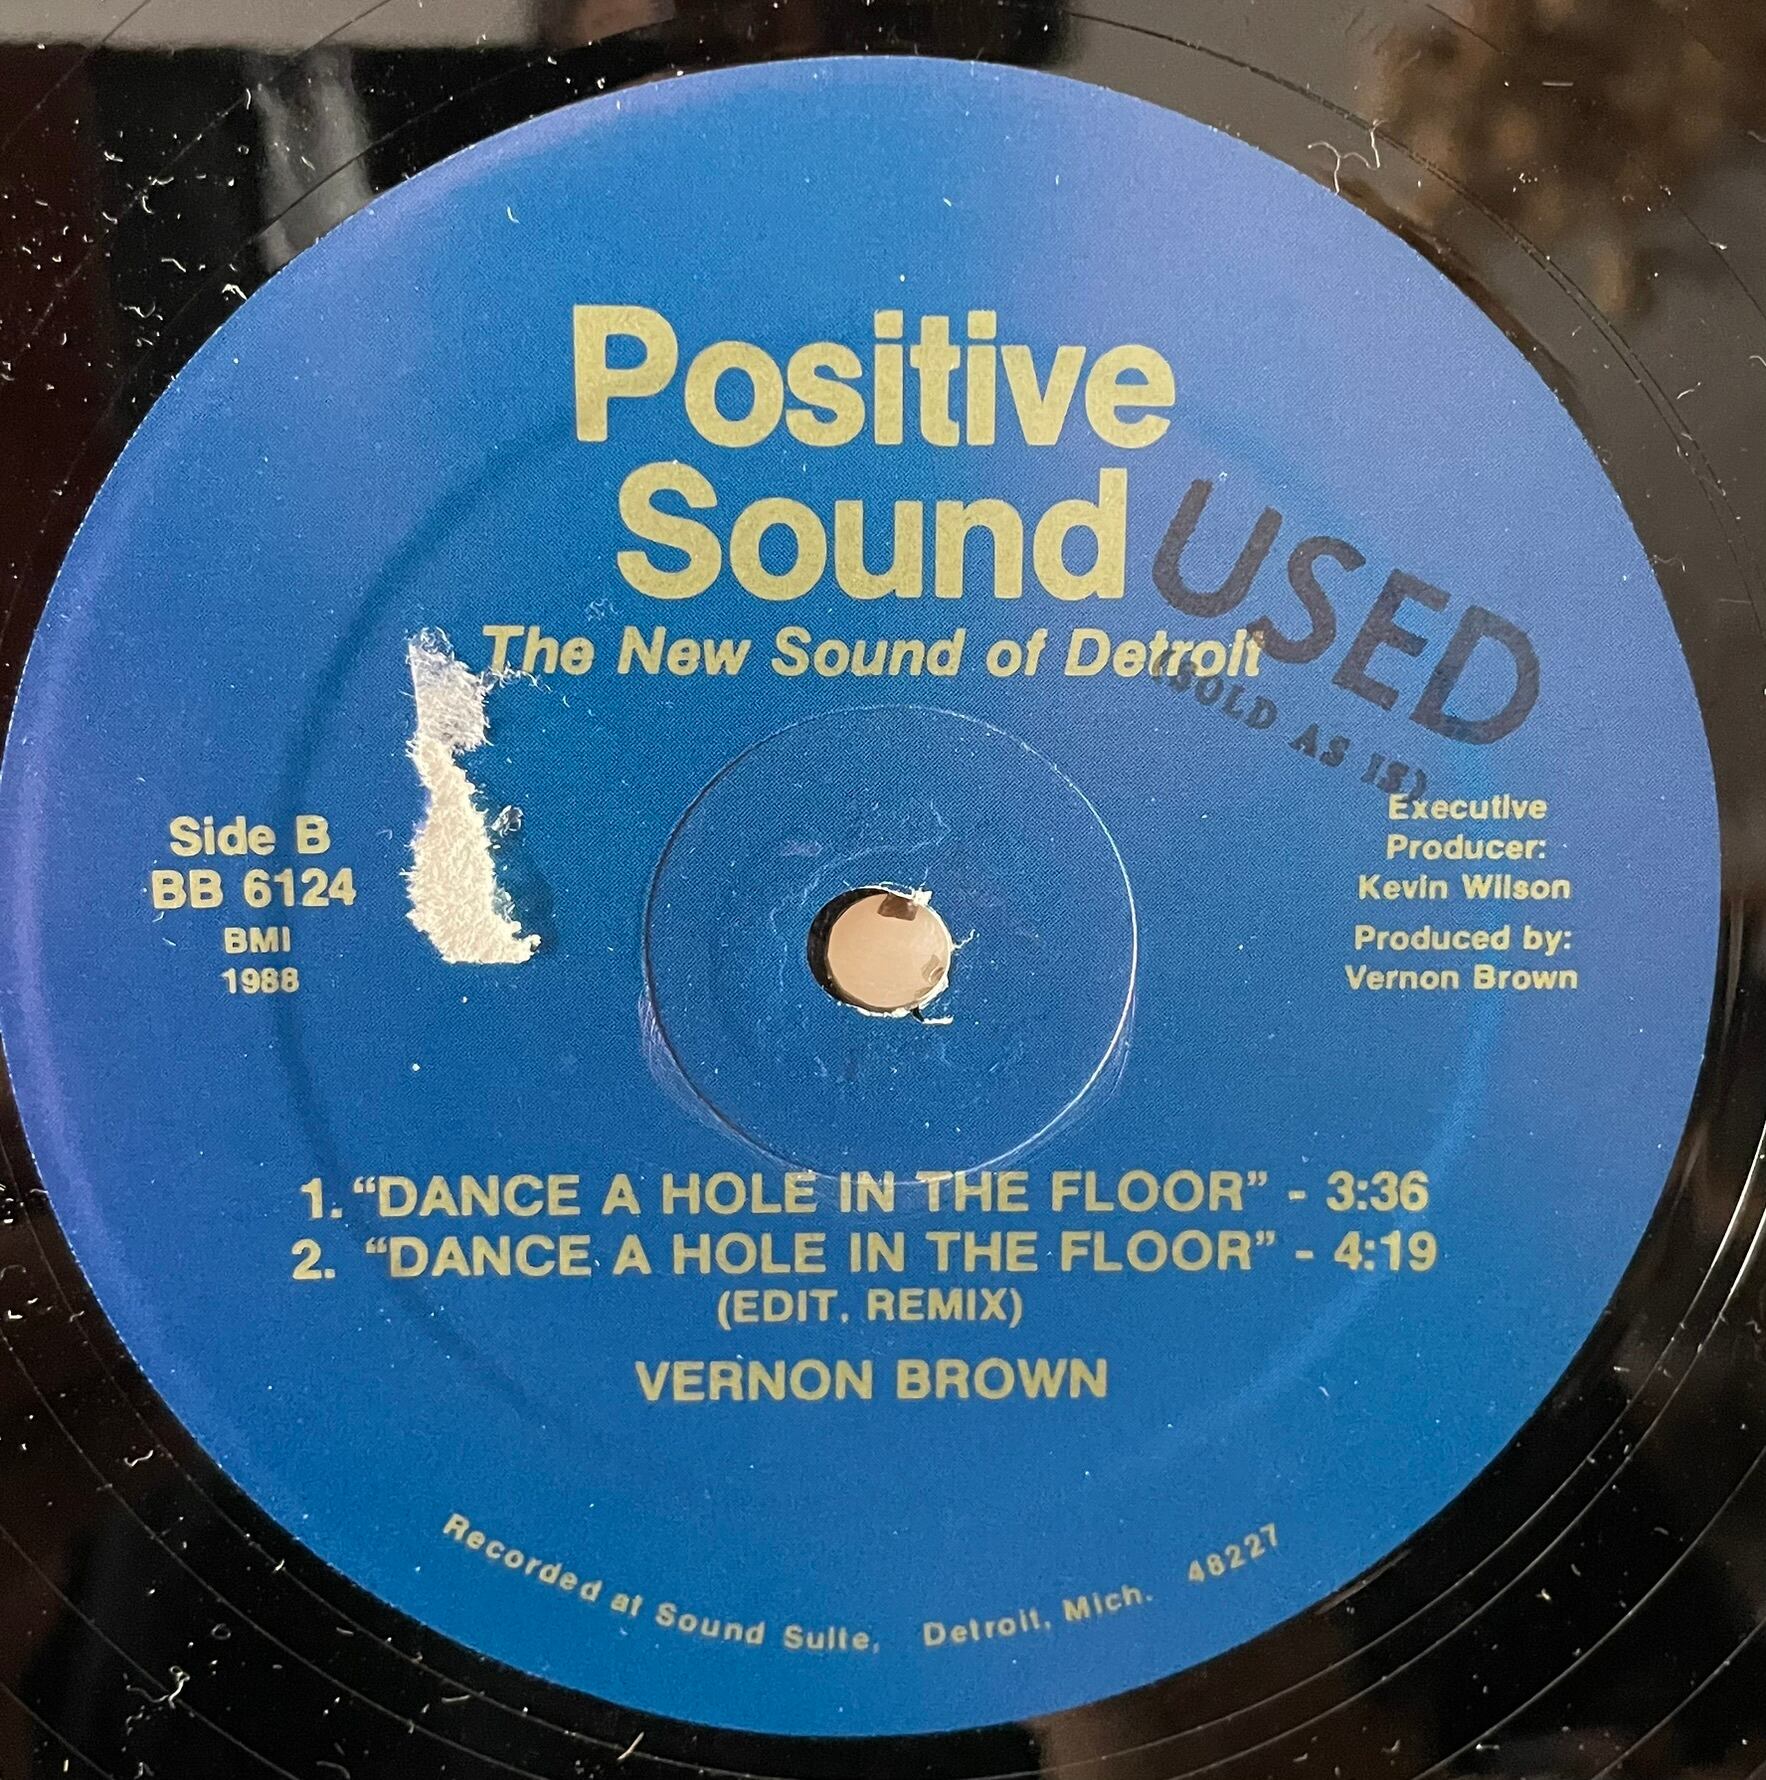 Positive
Sound
The New Sound of Detroit
USED
(SOLD AS IS)
Side B
BB 6124
BMI
1988
Executive
Producer:
Kevin Wilson
Produced by:
Vernon Brown
1. “DANCE A HOLE IN THE FLOOR” - 3:36
2. “DANCE A HOLE IN THE FLOOR” - 4:19
(EDIT. REMIX)
VERNON BROWN
Recorded at Sound Suite, Detroit, Mich. 48227